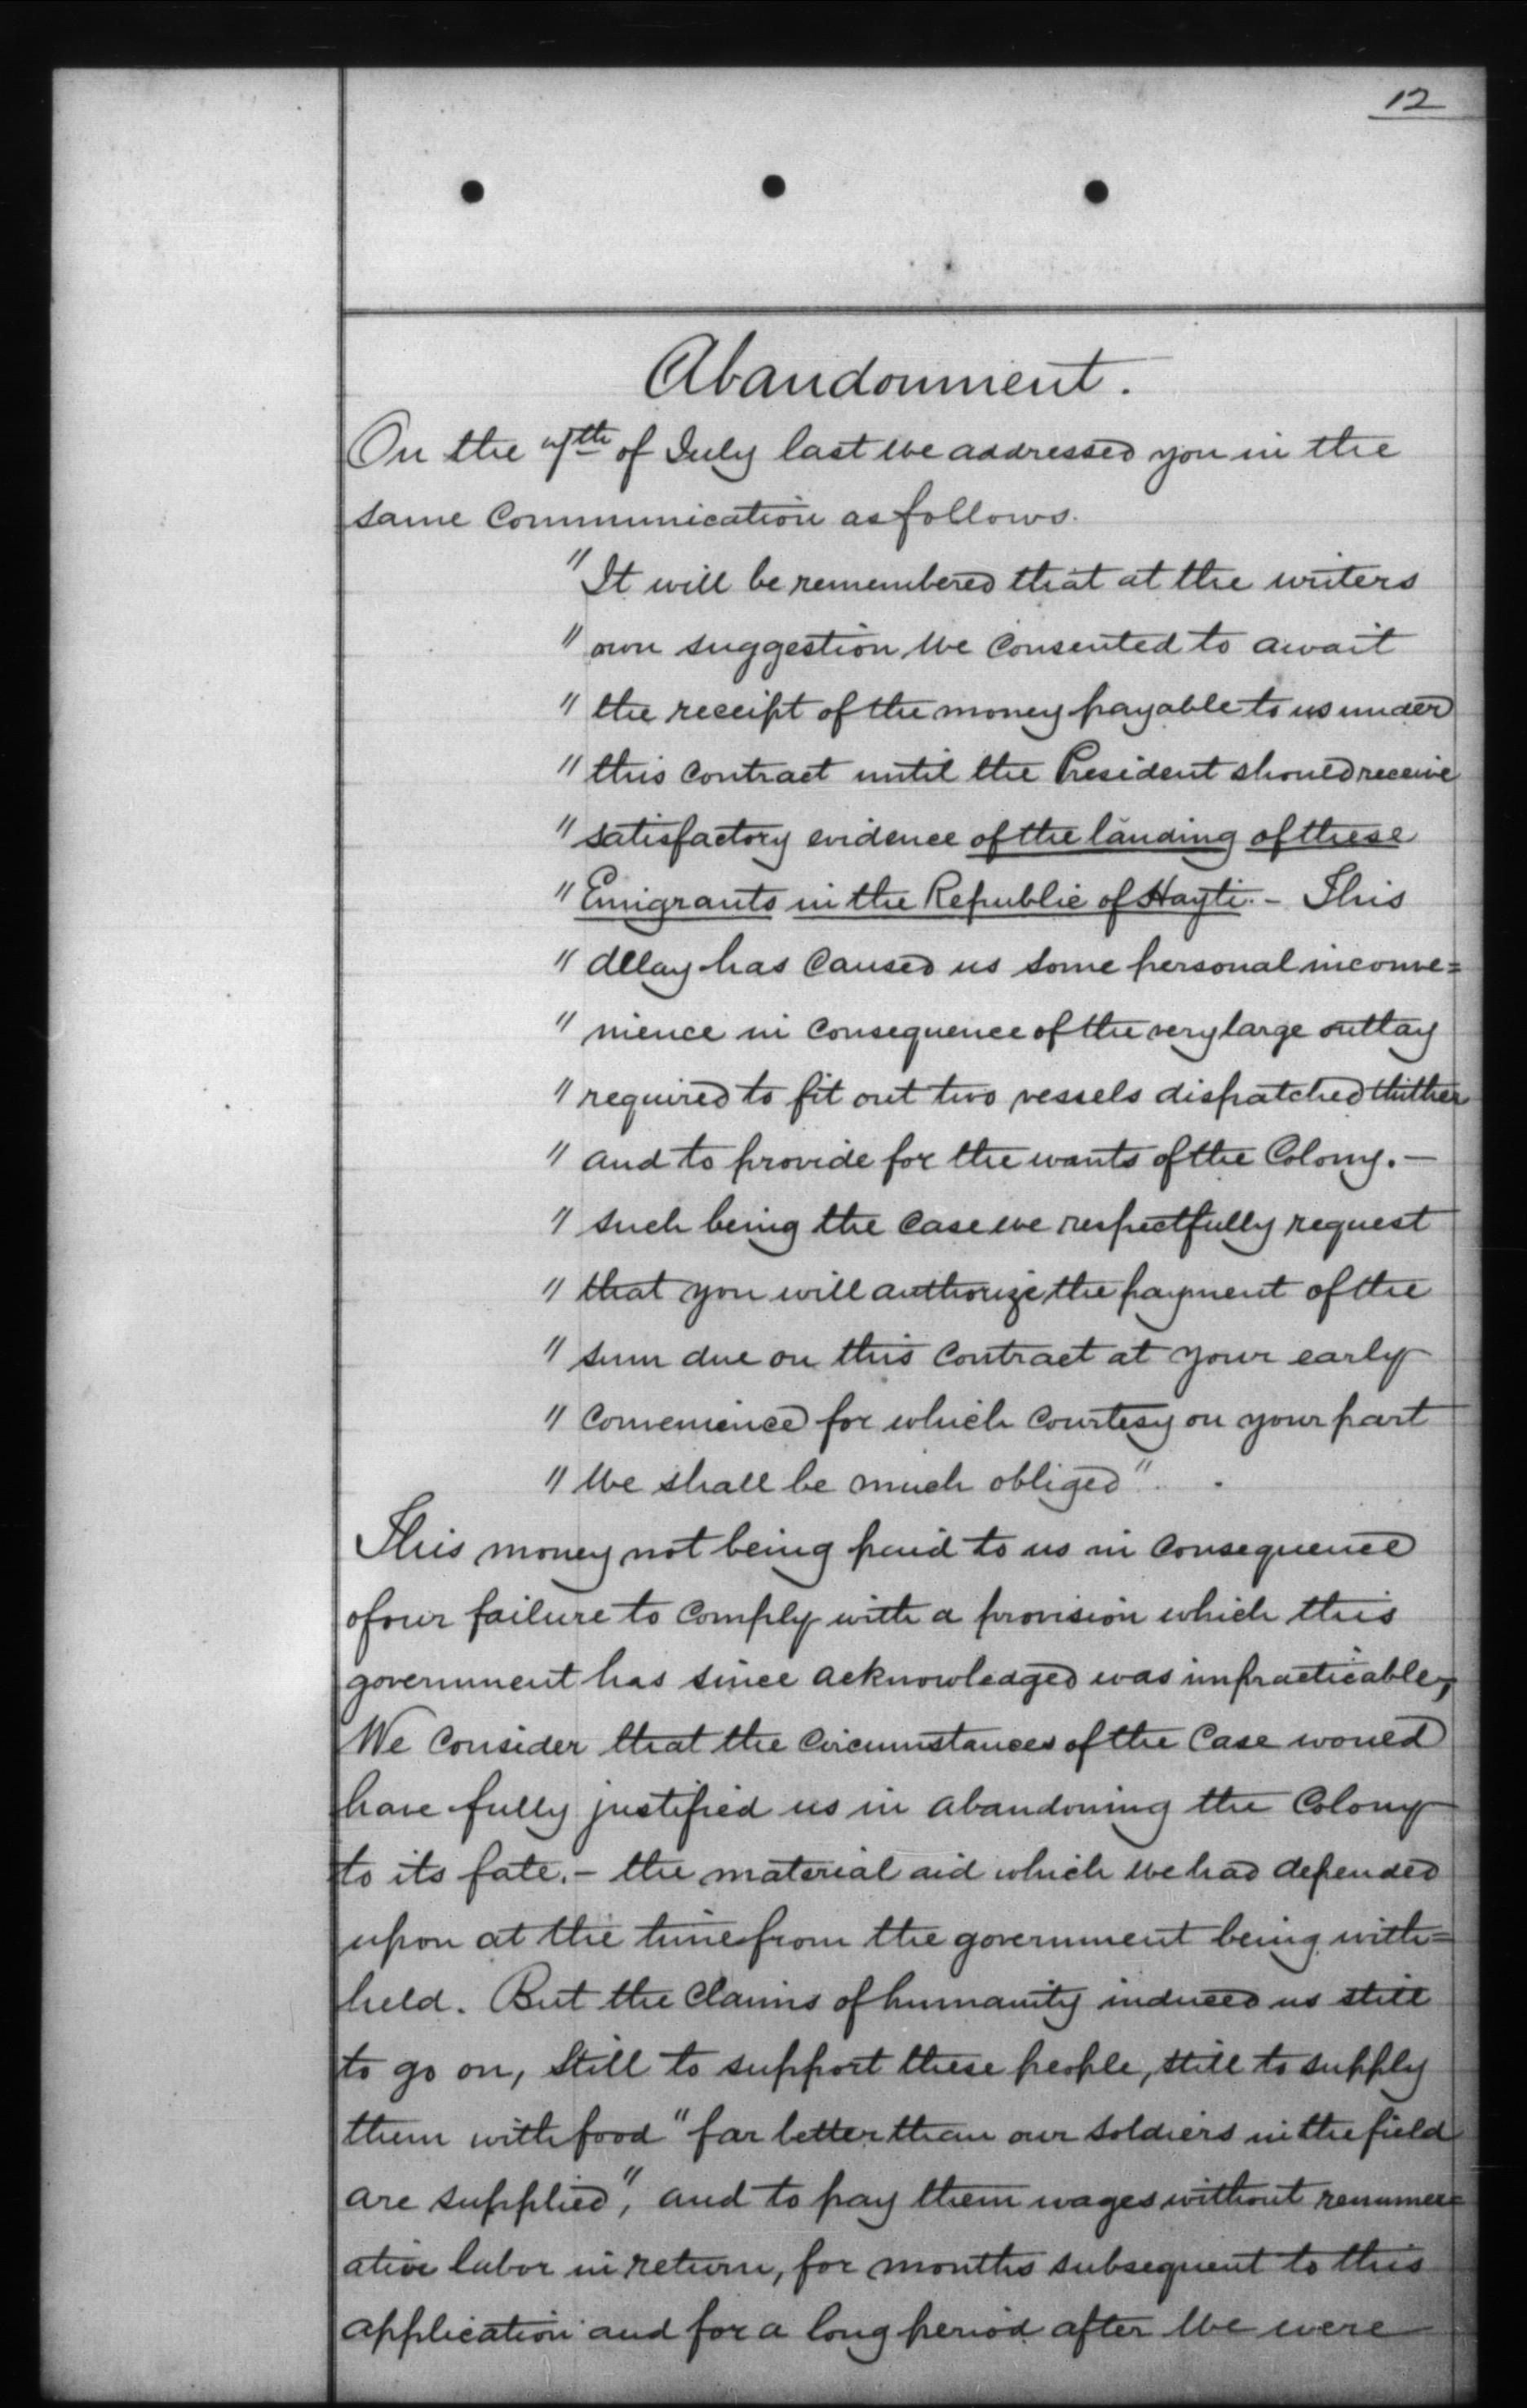 12
Abandonment.
On the 7th of July last We addressed you in the
same Communication as follows.
"It will be remembered that at the writers
" own suggestion We Consented to await
" the receipt of the money payable to us under
" this Contract until the President should receive
" satisfactory evidence of the landing of these
" Emigrants in the Republic of Hayti. - This
" delay has Caused us some personal inconve=
" nience in Consequence of the very large outlay
" required to fit out two vessels dispatched thither
" and to provide for the wants of the Colony. —
" such being the Case we respectfully request
" that you will authorize the payment of the
" sum due on this Contract at your early
" Convenience for which Courtesy on your part
" We shall be much obliged".
This money not being paid to us in Consequence
of our failure to Comply with a provision which this
government has since acknowledged was impracticable,
We Consider that the Circumstances of the Case would
have fully justified us in abandoning the Colony
to its fate. - the material aid which We had depended
upon at the time from the government being with=
held. But the Claims of humanity induced us still
to go on, still to support these people, still to supply
them with food "far better than our soldiers in the field
are supplied", and to pay them wages without remuner=
ative labor in return, for months subsequent to this
application and for a long period after We were